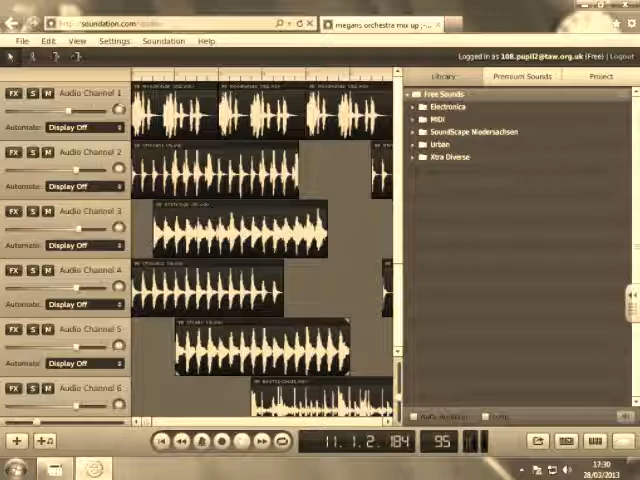 http://soundation.com/studio
megans orchestra mix up ;-...
File Edit View Settings Soundation Help
Logged in as 108.pupil2@taw.org.uk (Free) | Logout
Library Premium Sounds Project
FX S M Audio Channel 1
Automate: Display Off
FX S M Audio Channel 2
Automate: Display Off
FX S M Audio Channel 3
Automate: Display Off
FX S M Audio Channel 4
Automate: Display Off
FX S M Audio Channel 5
Automate: Display Off
FX S M Audio Channel 6
Free Sounds
Electronica
MIDI
SoundScape Niedersachsen
Urban
Xtra Diverse
11. 1. 2. 184 95
17:30
28/03/2013